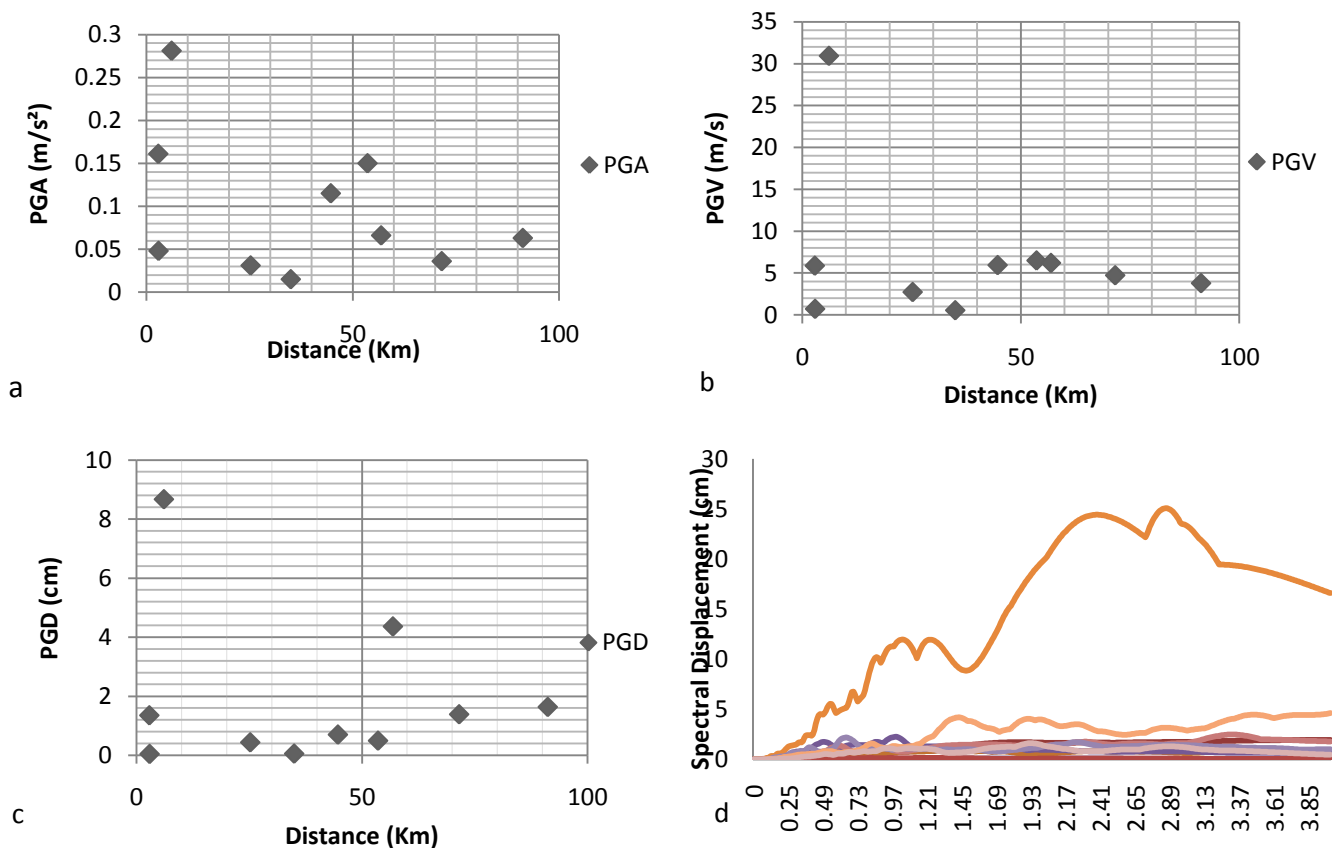 0.3
0.25
0.2
0.15
0.1
0.05
0
PGA (m/s²)
0 50 100
Distance (Km)
PGA
a
35
30
25
20
15
10
5
0
PGV (m/s)
0 50 100
Distance (Km)
PGV
b
10
8
6
4
2
0
PGD (cm)
0 50 100
Distance (Km)
PGD
c
30
25
20
15
10
5
0
Spectral Displacement (cm)
0 0.25 0.49 0.73 0.97 1.21 1.45 1.69 1.93 2.17 2.41 2.65 2.89 3.13 3.37 3.61 3.85
d